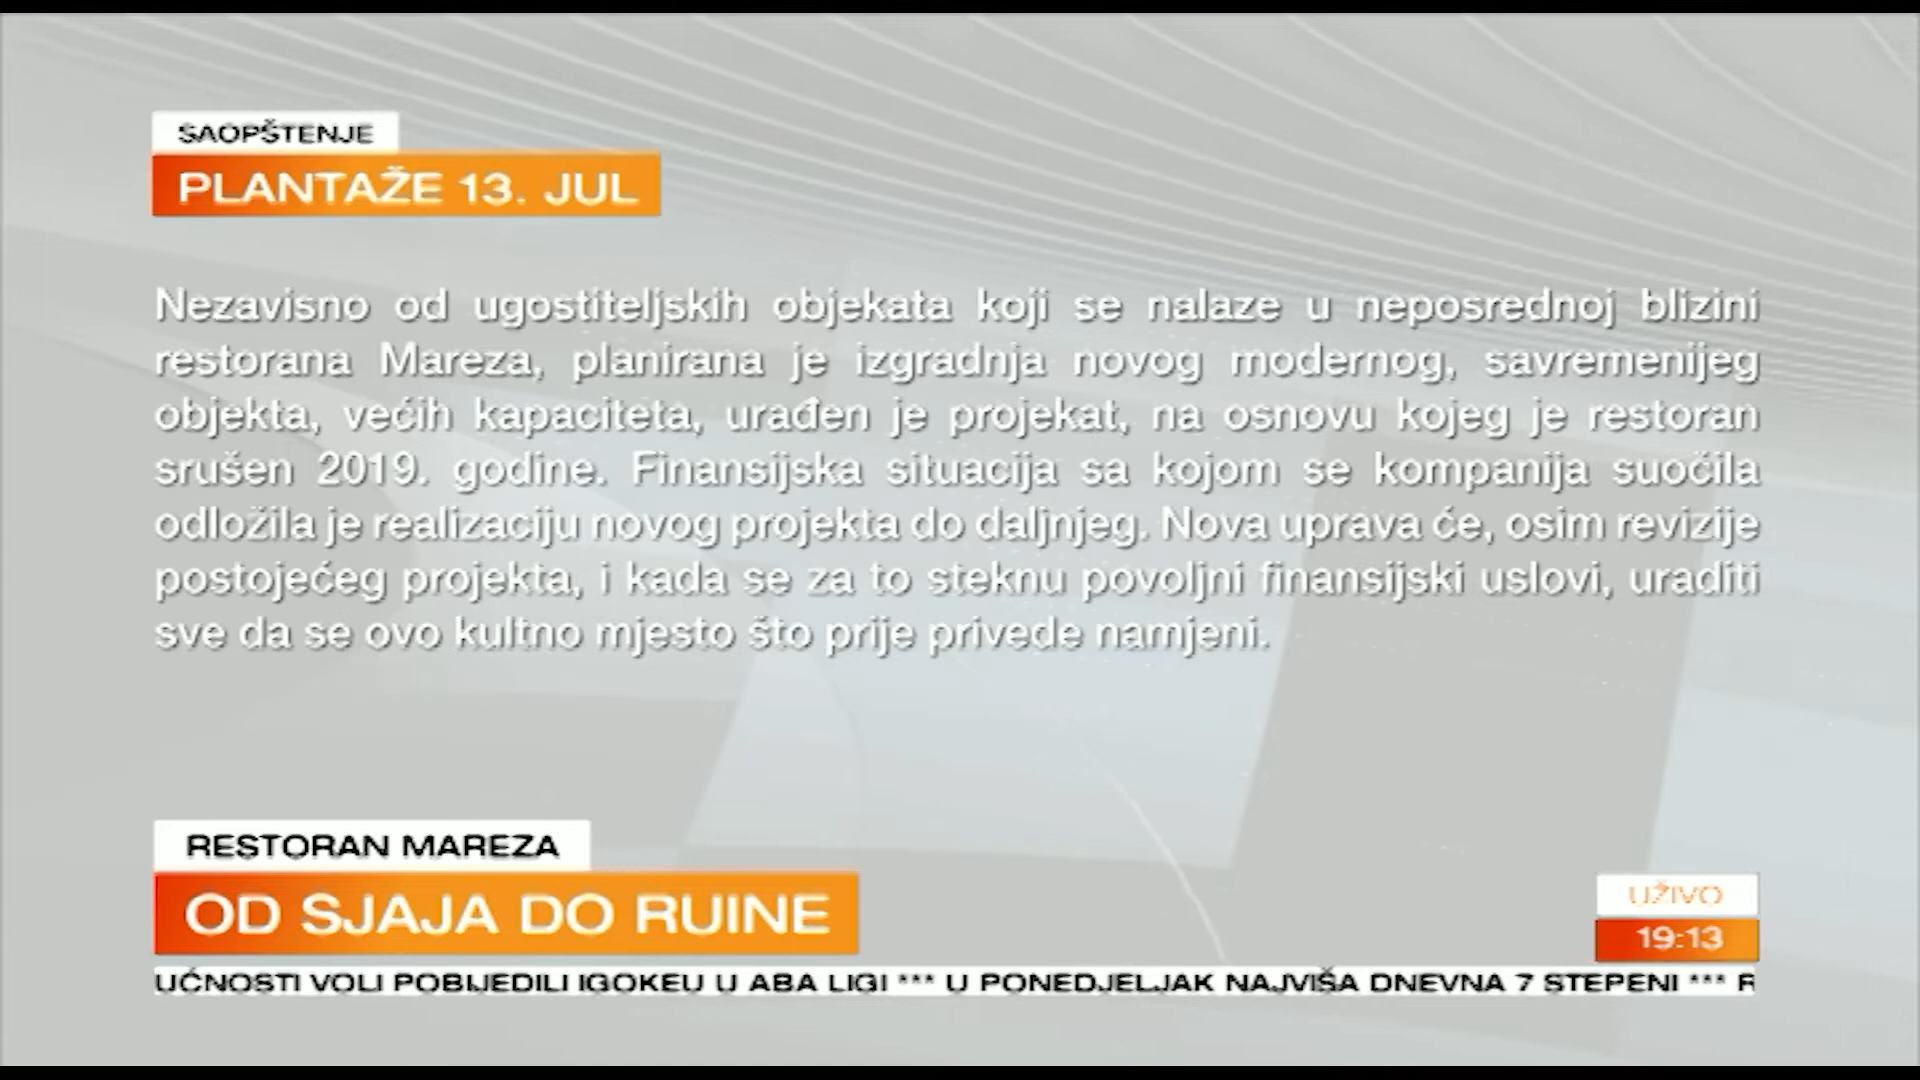 SAOPŠTENJE
PLANTAŽE 13. JUL
Nezavisno od ugostiteljskih objekata koji se nalaze u neposrednoj blizini
restorana Mareza, planirana je izgradnja novog modernog, savremenijeg
objekta, većih kapaciteta, urađen je projekat, na osnovu kojeg je restoran
srušen 2019. godine. Finansijska situacija sa kojom se kompanija suočila
odložila je realizaciju novog projekta do daljnjeg. Nova uprava će, osim revizije
postojećeg projekta, i kada se za to steknu povoljni finansijski uslovi, uraditi
sve da se ovo kultno mjesto što prije privede namjeni.
RESTORAN MAREZA
OD SJAJA DO RUINE
UŽIVO
19:13
UĆNOSTI VOLI POBIJEDILI IGOKEU U ABA LIGI *** U PONEDJELJAK NAJVIŠA DNEVNA 7 STEPENI *** R